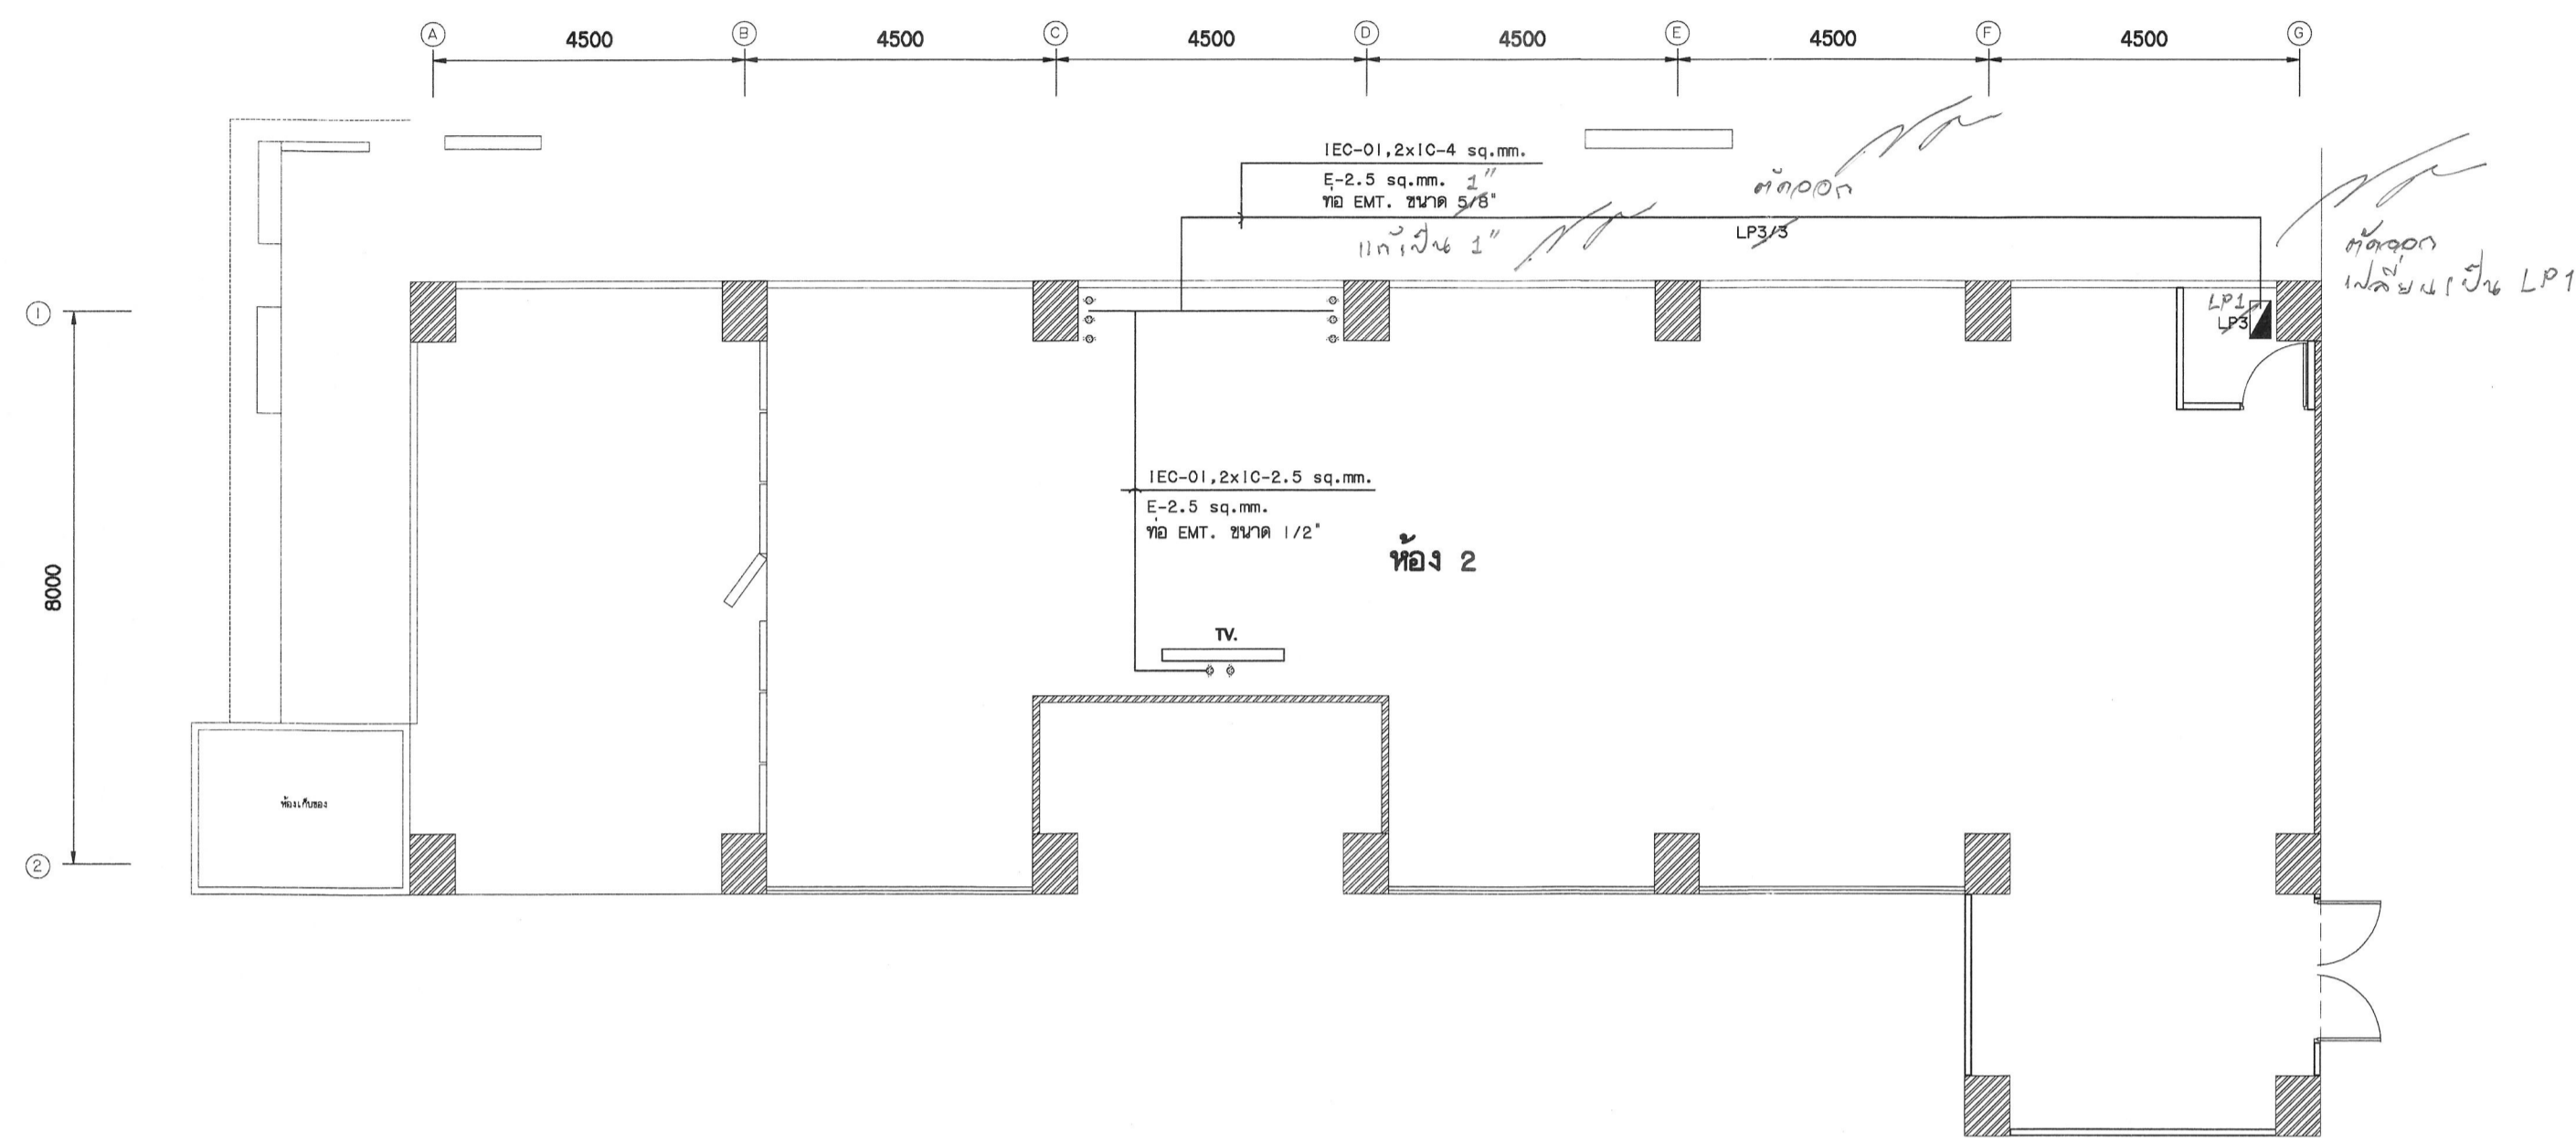 A 4500 B 4500 C 4500 D 4500 E 4500 F 4500 G
IEC-01,2x1C-4 sq.mm.
E-2.5 sq.mm. 1"
ท่อ EMT. ขนาด 5/8"
แก้เป็น 1"
ตัดออก
LP3/3
ตัดออก
เปลี่ยนเป็น LP1
1
LP1
LP3
IEC-01,2x1C-2.5 sq.mm.
E-2.5 sq.mm.
ท่อ EMT. ขนาด 1/2"
ห้อง 2
8000
TV.
ห้องเก็บของ
2